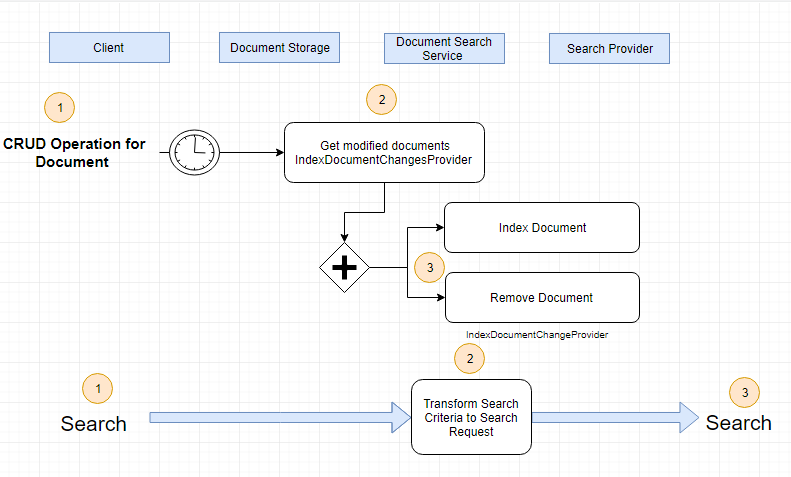 Client
Document Storage
Document Search
Service
Search Provider
1
2
CRUD Operation for
Document
Get modified documents
IndexDocumentChangesProvider
Index Document
3
Remove Document
IndexDocumentChangeProvider
1
2
3
Search
Transform Search
Criteria to Search
Request
Search